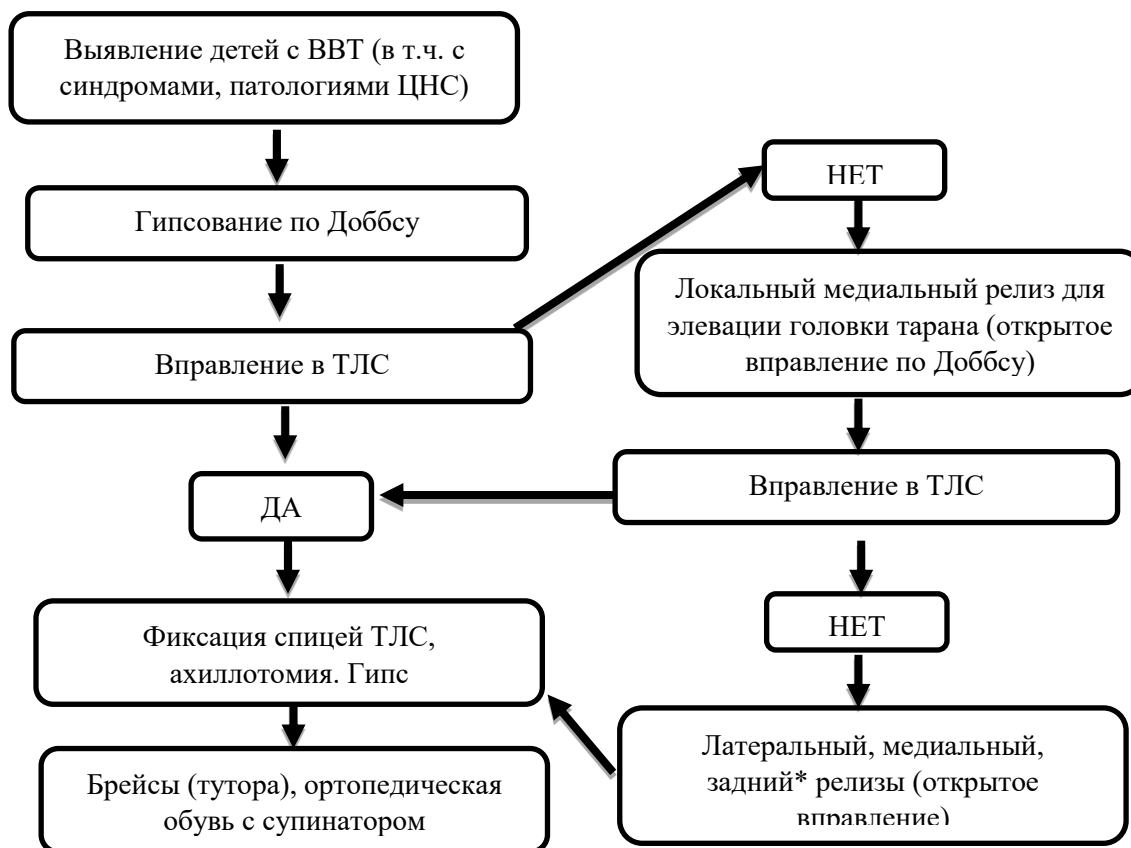 Выявление детей с ВВТ (в т.ч. с
синдромами, патологиями ЦНС)
Гипсование по Доббсу
Вправление в ТЛС
ДА
Фиксация спицей ТЛС,
ахиллотомия. Гипс
Брейсы (тутора), ортопедическая
обувь с супинатором
НЕТ
Локальный медиальный релиз для
элевации головки тарана (открытое
вправление по Доббсу)
Вправление в ТЛС
НЕТ
Латеральный, медиальный,
задний* релизы (открытое
вправление)